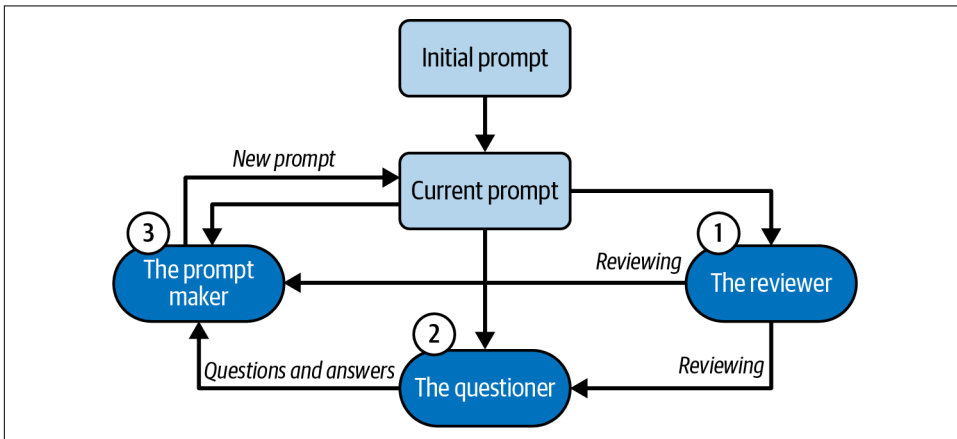 Initial prompt
New prompt
Current prompt
3
1
The prompt
maker
Reviewing
The reviewer
2
Questions and answers
The questioner
Reviewing